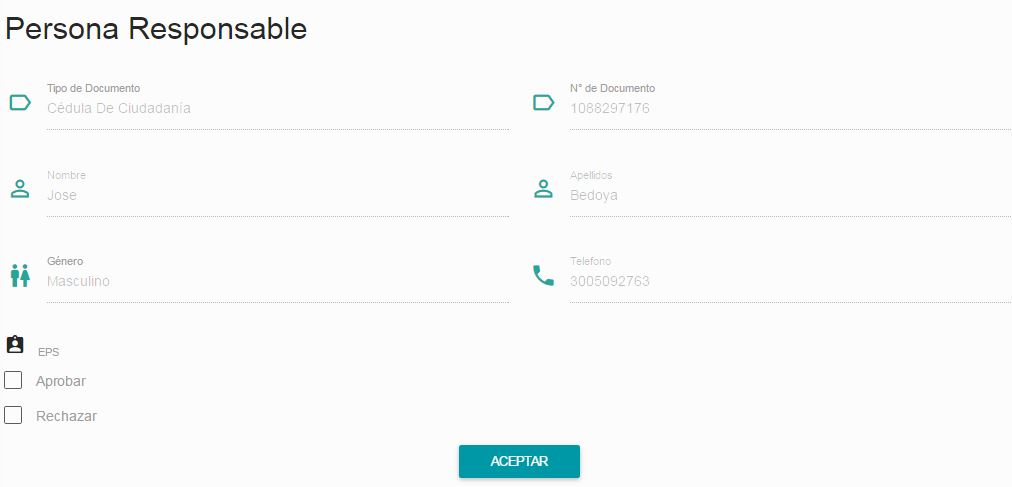 Persona Responsable
Tipo de Documento
Cédula De Ciudadanía
N° de Documento
1088297176
Nombre
Jose
Apellidos
Bedoya
Género
Masculino
Telefono
3005092763
EPS
Aprobar
Rechazar
ACEPTAR